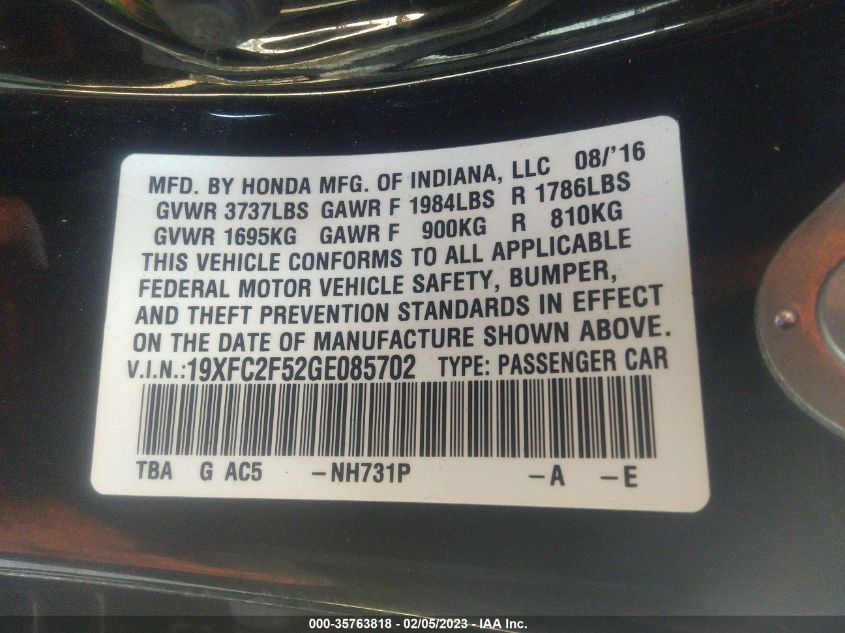 MFD. BY HONDA MFG. OF INDIANA, LLC 08/'16
GVWR 3737LBS GAWR F 1984LBS R 1786LBS
GVWR 1695KG GAWR F 900KG R 810KG
THIS VEHICLE CONFORMS TO ALL APPLICABLE
FEDERAL MOTOR VEHICLE SAFETY, BUMPER,
AND THEFT PREVENTION STANDARDS IN EFFECT
ON THE DATE OF MANUFACTURE SHOWN ABOVE.
V.I.N.:19XFC2F52GE085702 TYPE: PASSENGER CAR
TBA G AC5 –NH731P –A –E
000-35763818 - 02/05/2023 - IAA Inc.